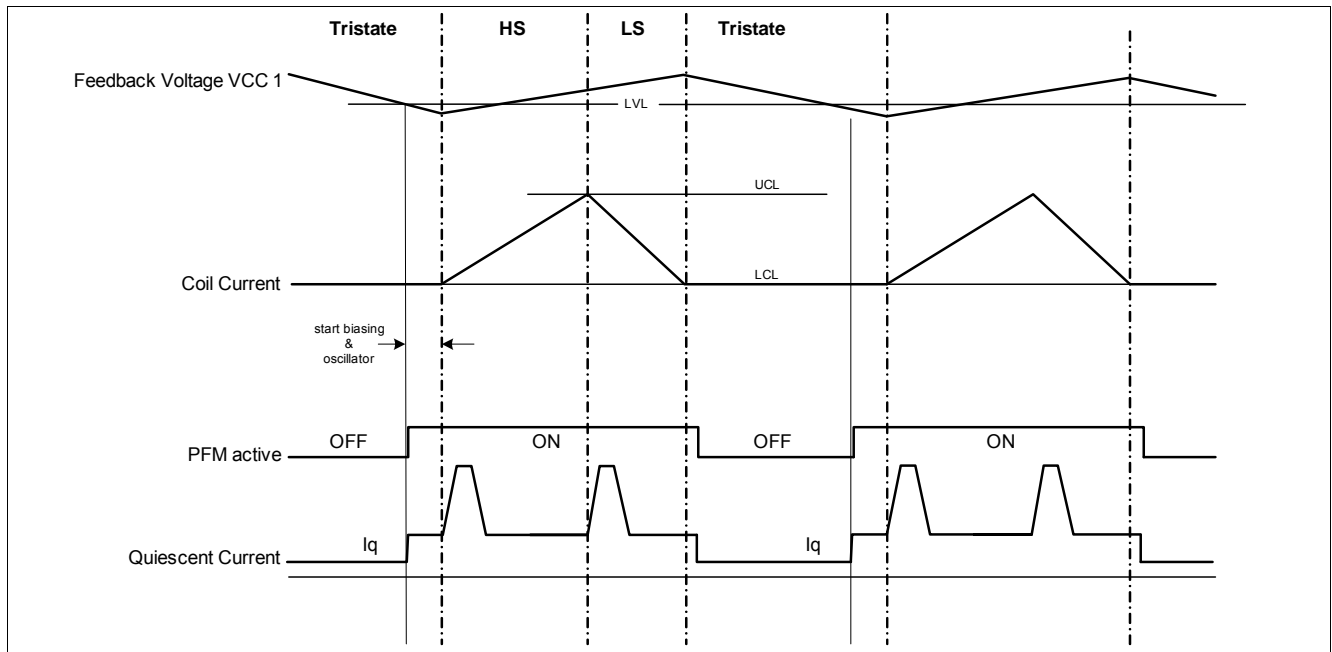 Tristate HS LS Tristate
Feedback Voltage VCC 1
LVL
UCL
Coil Current
LCL
start biasing
&
oscillator
PFM active
OFF ON OFF ON
Quiescent Current
Iq Iq